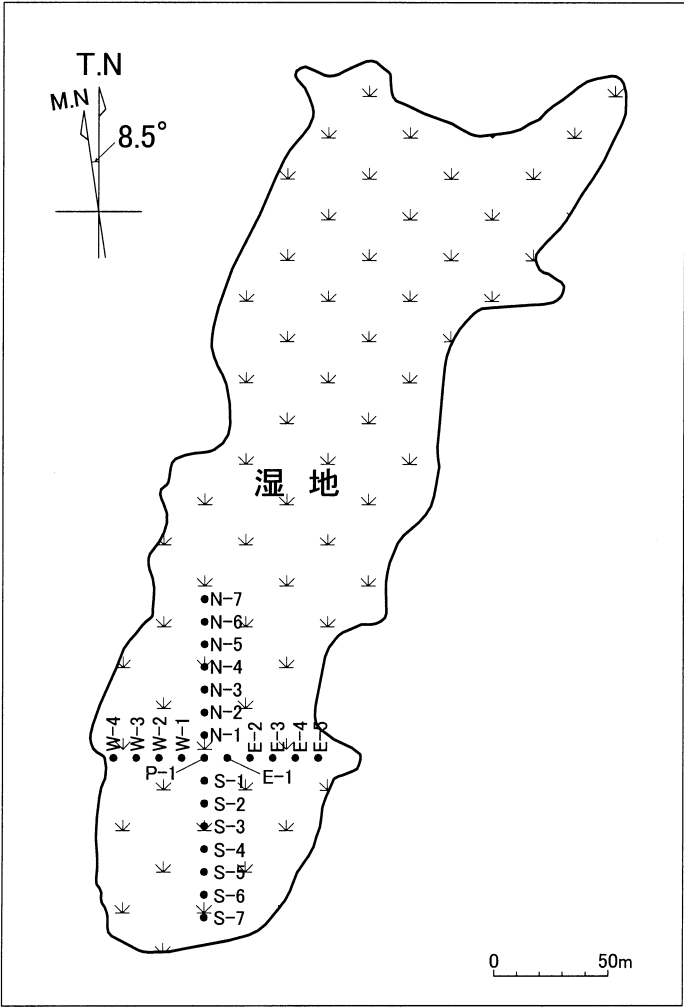 T.N
M.N
8.5°
湿地
N-7
N-6
N-5
N-4
N-3
N-2
N-1
W-4
W-3
W-2
W-1
E-2
E-3
E-4
E-5
P-1
E-1
S-1
S-2
S-3
S-4
S-5
S-6
S-7
0 50m